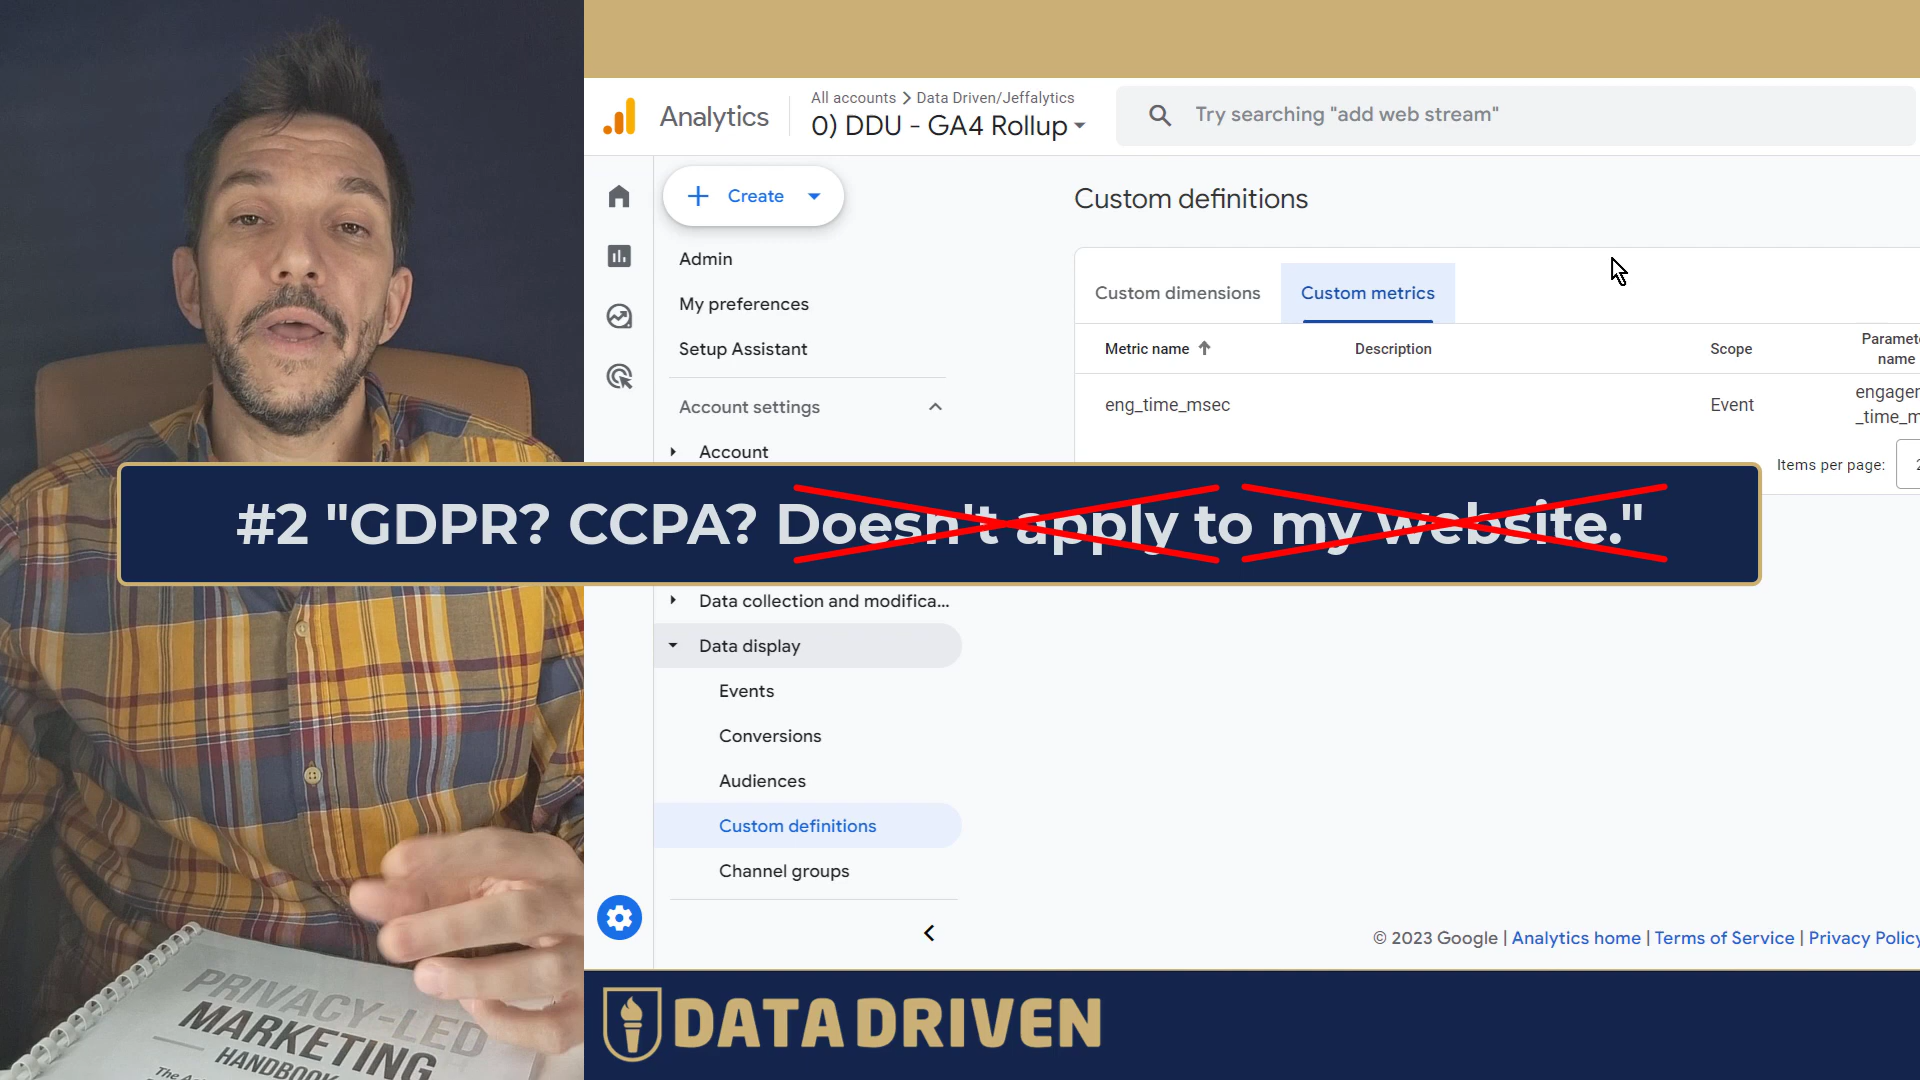 Analytics
All accounts > Data Driven/Jeffalytics
0) DDU - GA4 Rollup
Try searching "add web stream"
Create
Admin
My preferences
Setup Assistant
Account settings
Account
Custom definitions
Custom dimensions
Custom metrics
Metric name
Description
Scope
name
eng_time_msec
Event
Items per page:
#2 "GDPR? CCPA? Doesn't apply to my website."
Data collection and modifica...
Data display
Events
Conversions
Audiences
Custom definitions
Channel groups
© 2023 Google | Analytics home | Terms of Service | Privacy Policy
PRIVACY-LED
MARKETING
HANDBOOK
The
DATA DRIVEN